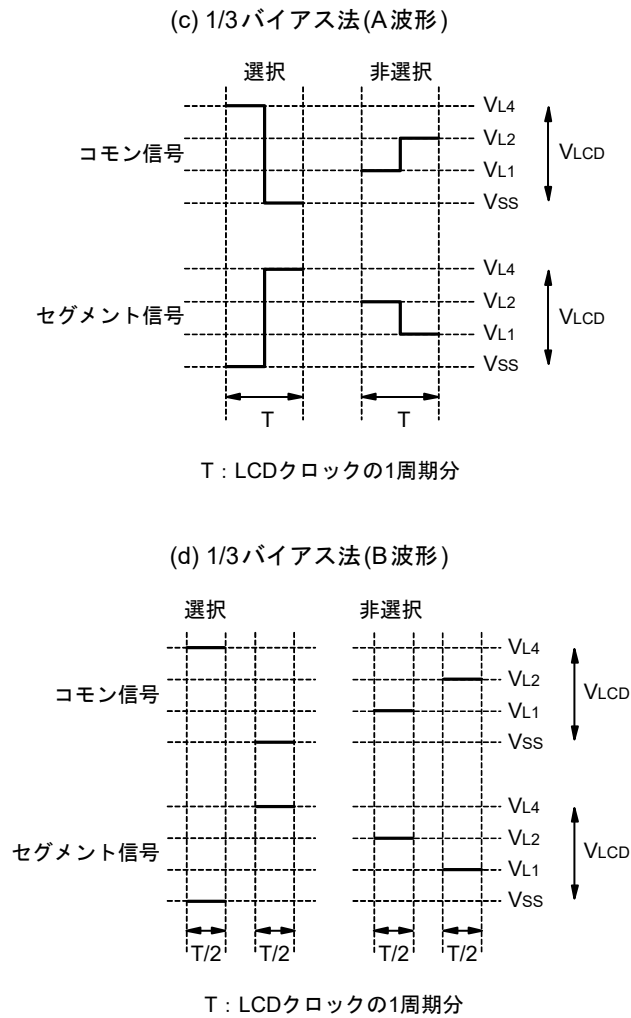 (c) 1/3バイアス法(A波形)
選択 非選択
VL4
VL2
コモン信号 VLCD
VL1
VSS
VL4
VL2
セグメント信号 VLCD
VL1
VSS
T T
T：LCDクロックの1周期分
(d) 1/3バイアス法(B波形)
選択 非選択
VL4
VL2
コモン信号 VLCD
VL1
VSS
VL4
VL2
セグメント信号 VLCD
VL1
VSS
T/2 T/2 T/2 T/2
T：LCDクロックの1周期分